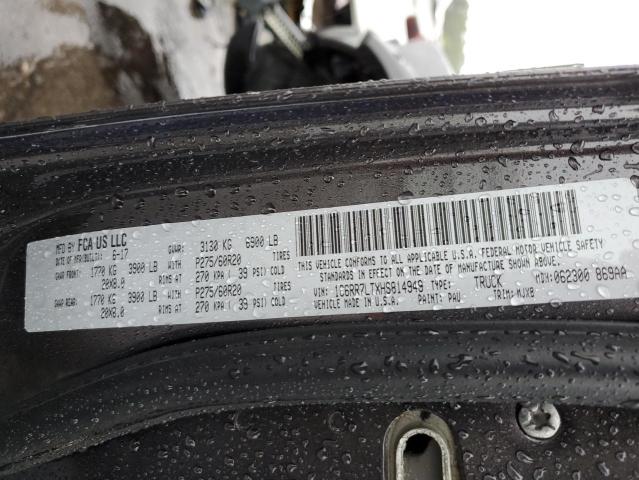 MFD BY FCA US LLC
DATE OF MFR 6-17 GVWR: 3130 KG 6900 LB
GAWR FRONT: 1770 KG 3900 LB WITH P275/60R20 TIRES
20X8.0 RIMS AT 270 KPA ( 39 PSI) COLD
GAWR REAR: 1770 KG 3900 LB WITH P275/60R20 TIRES
20X8.0 RIMS AT 270 KPA ( 39 PSI) COLD
THIS VEHICLE CONFORMS TO ALL APPLICABLE U.S.A. FEDERAL MOTOR VEHICLE SAFETY
STANDARDS IN EFFECT ON THE DATE OF MANUFACTURE SHOWN ABOVE.
VIN: TYPE: TRUCK MDH: 062300 869AA
VEHICLE MADE IN U.S.A. PAINT: PAU TRIM: MJX8